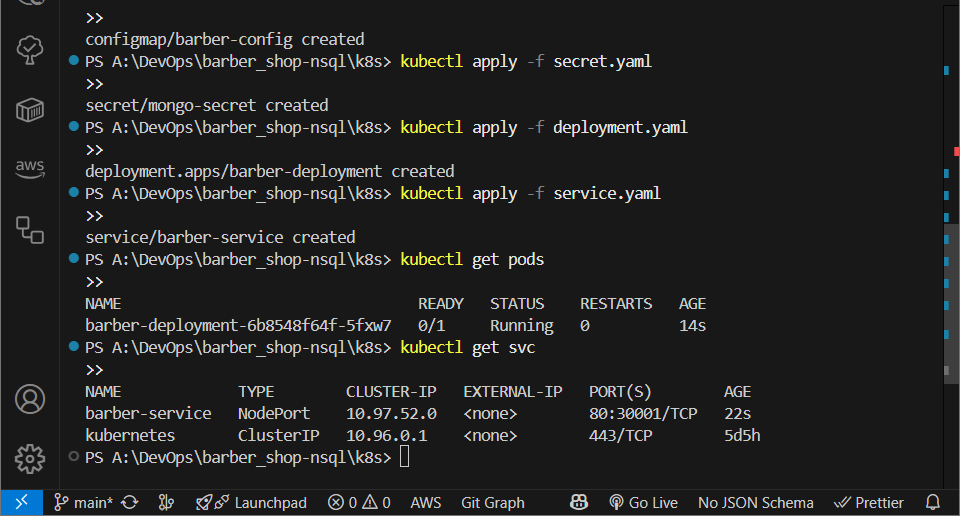 >>
configmap/barber-config created
PS A:\DevOps\barber_shop-nsql\k8s> kubectl apply -f secret.yaml
>>
secret/mongo-secret created
PS A:\DevOps\barber_shop-nsql\k8s> kubectl apply -f deployment.yaml
>>
deployment.apps/barber-deployment created
PS A:\DevOps\barber_shop-nsql\k8s> kubectl apply -f service.yaml
>>
service/barber-service created
PS A:\DevOps\barber_shop-nsql\k8s> kubectl get pods
>>
NAME                                 READY   STATUS    RESTARTS   AGE
barber-deployment-6b8548f64f-5fxw7   0/1     Running   0          14s
PS A:\DevOps\barber_shop-nsql\k8s> kubectl get svc
>>
NAME             TYPE        CLUSTER-IP   EXTERNAL-IP   PORT(S)        AGE
barber-service   NodePort    10.97.52.0   <none>        80:30001/TCP   22s
kubernetes       ClusterIP   10.96.0.1    <none>        443/TCP        5d5h
PS A:\DevOps\barber_shop-nsql\k8s>
aws
main* Launchpad 0 0 AWS Git Graph Go Live No JSON Schema Prettier